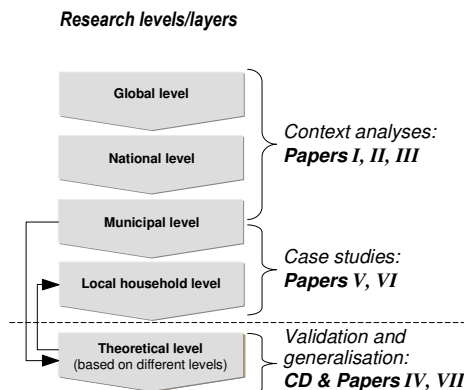 Research levels/layers
Global level
National level
Context analyses:
Papers I, II, III
Municipal level
Local household level
Case studies:
Papers V, VI
Theoretical level
(based on different levels)
Validation and
generalisation:
CD & Papers IV, VII